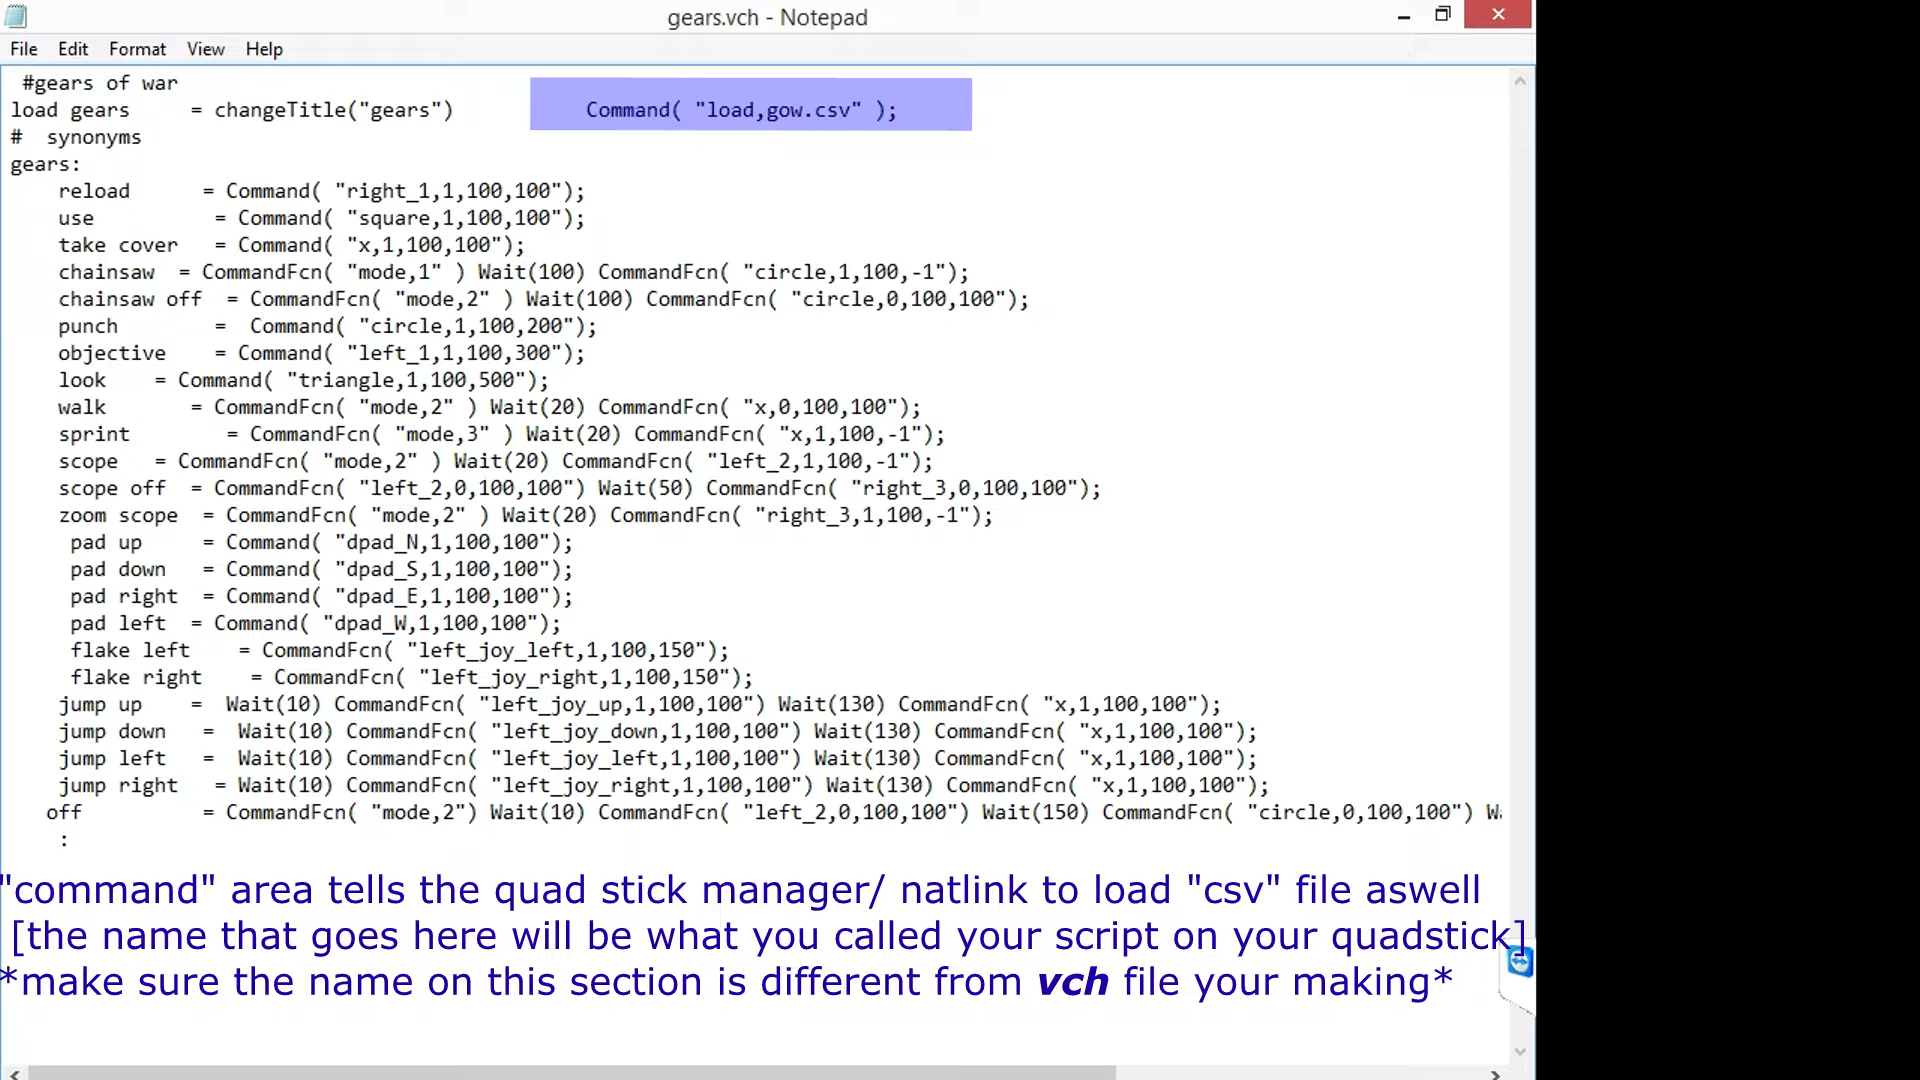 gears.vch - Notepad
File Edit Format View Help
#gears of war
load gears = changeTitle("gears") Command( "load,gow.csv" );
# synonyms
gears:
reload = Command( "right_1,1,100,100");
use = Command( "square,1,100,100");
take cover = Command( "x,1,100,100");
chainsaw = CommandFcn( "mode,1" ) Wait(100) CommandFcn( "circle,1,100,-1");
chainsaw off = CommandFcn( "mode,2" ) Wait(100) CommandFcn( "circle,0,100,100");
punch = Command( "circle,1,100,200");
objective = Command( "left_1,1,100,300");
look = Command( "triangle,1,100,500");
walk = CommandFcn( "mode,2" ) Wait(20) CommandFcn( "x,0,100,100");
sprint = CommandFcn( "mode,3" ) Wait(20) CommandFcn( "x,1,100,-1");
scope = CommandFcn( "mode,2" ) Wait(20) CommandFcn( "left_2,1,100,-1");
scope off = CommandFcn( "left_2,0,100,100") Wait(50) CommandFcn( "right_3,0,100,100");
zoom scope = CommandFcn( "mode,2" ) Wait(20) CommandFcn( "right_3,1,100,-1");
pad up = Command( "dpad_N,1,100,100");
pad down = Command( "dpad_S,1,100,100");
pad right = Command( "dpad_E,1,100,100");
pad left = Command( "dpad_W,1,100,100");
flake left = CommandFcn( "left_joy_left,1,100,150");
flake right = CommandFcn( "left_joy_right,1,100,150");
jump up = Wait(10) CommandFcn( "left_joy_up,1,100,100") Wait(130) CommandFcn( "x,1,100,100");
jump down = Wait(10) CommandFcn( "left_joy_down,1,100,100") Wait(130) CommandFcn( "x,1,100,100");
jump left = Wait(10) CommandFcn( "left_joy_left,1,100,100") Wait(130) CommandFcn( "x,1,100,100");
jump right = Wait(10) CommandFcn( "left_joy_right,1,100,100") Wait(130) CommandFcn( "x,1,100,100");
off = CommandFcn( "mode,2") Wait(10) CommandFcn( "left_2,0,100,100") Wait(150) CommandFcn( "circle,0,100,100")
:
"command" area tells the quad stick manager/ natlink to load "csv" file aswell
[the name that goes here will be what you called your script on your quadstick]
*make sure the name on this section is different from vch file your making*